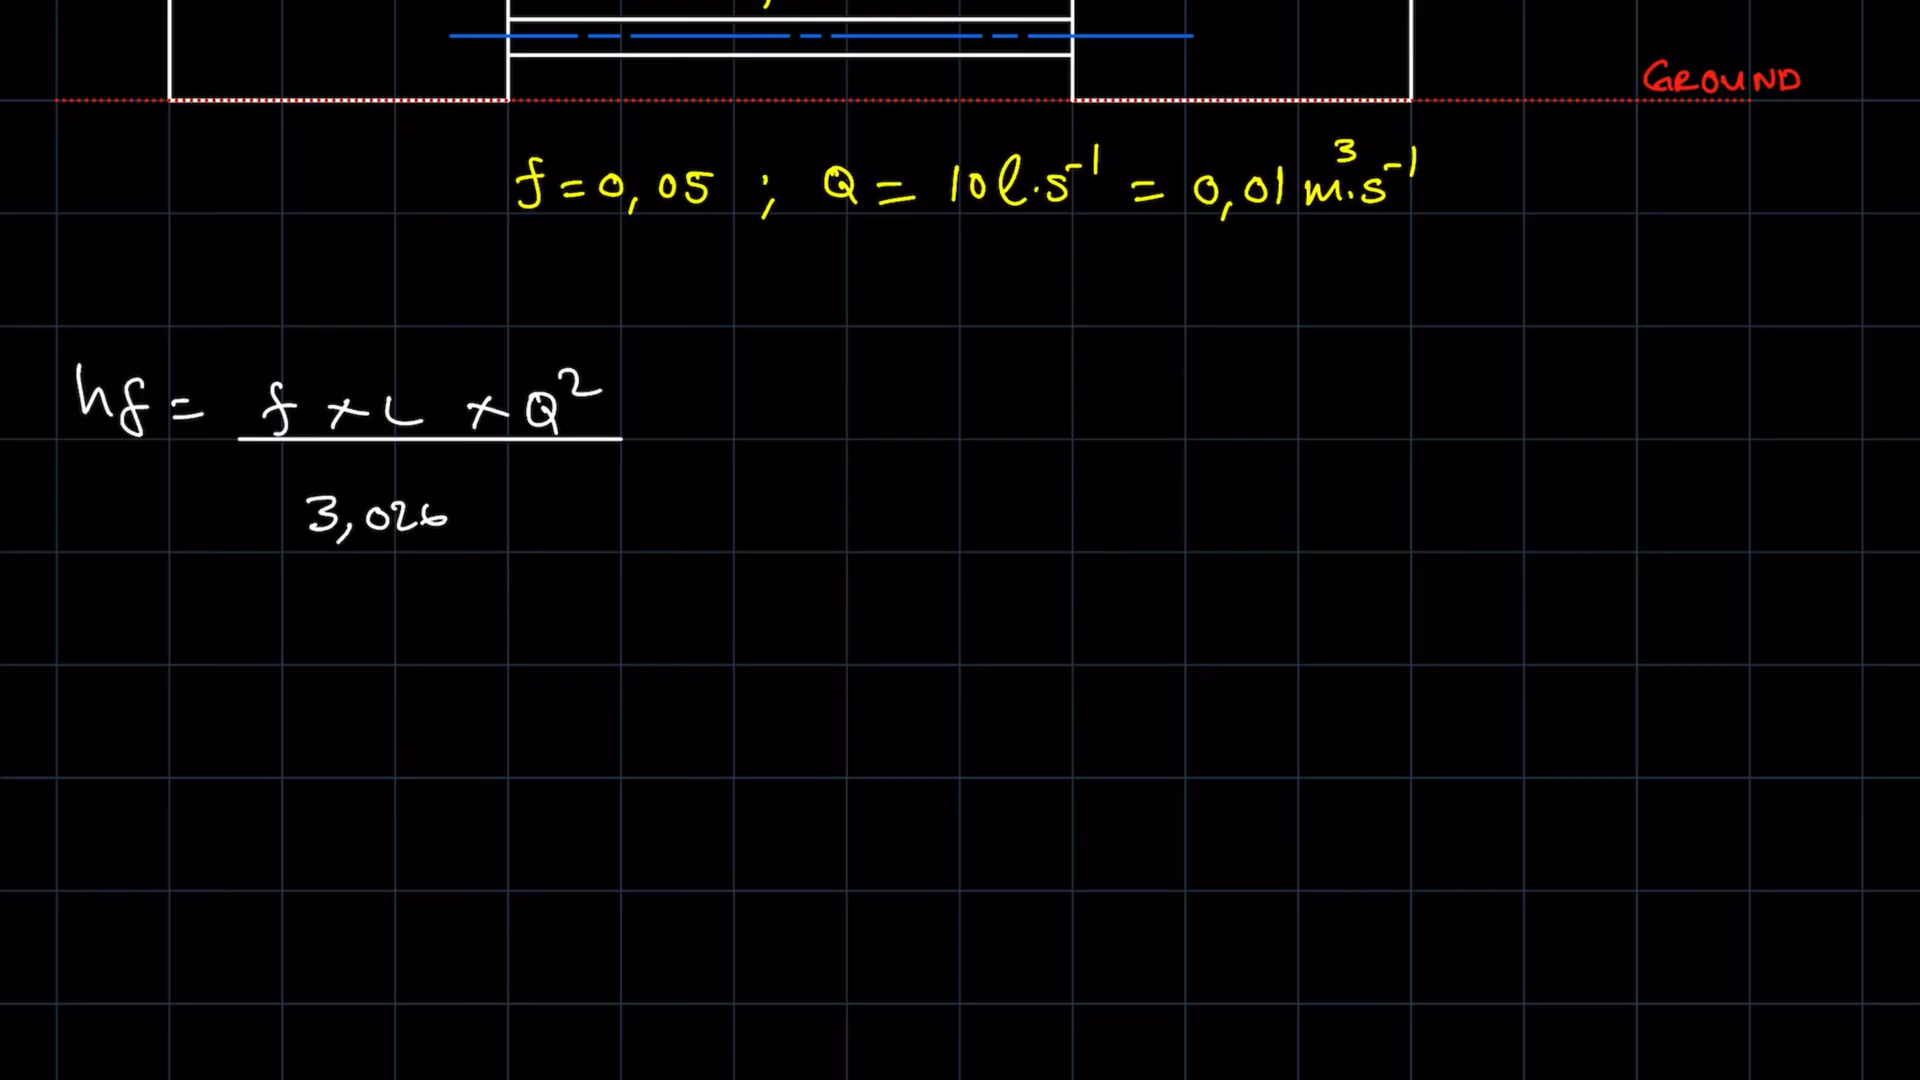 GROUND
f = 0,05 ; Q = 10 l·s⁻¹ = 0,01 m³·s⁻¹
hf = f × L × Q²
3,026